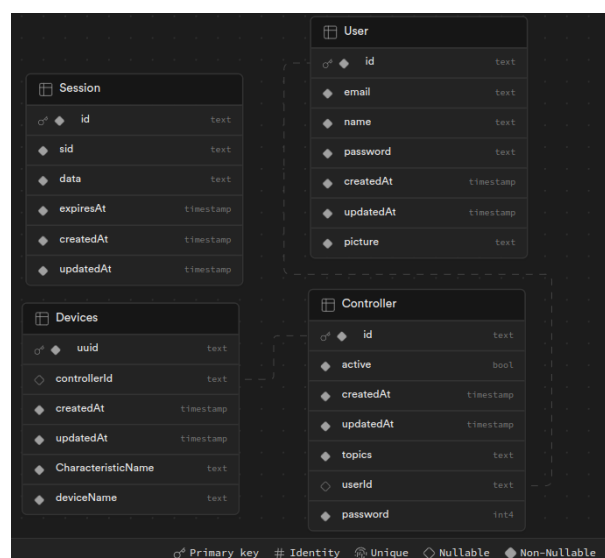 User
id text
email text
name text
password text
createdAt timestamp
updatedAt timestamp
picture text
Session
id text
sid text
data text
expiresAt timestamp
createdAt timestamp
updatedAt timestamp
Devices
uuid text
controllerId text
createdAt timestamp
updatedAt timestamp
CharacteristicName text
deviceName text
Controller
id text
active bool
createdAt timestamp
updatedAt timestamp
topics text
userId text
password int4
Primary key # Identity Unique Nullable Non-Nullable